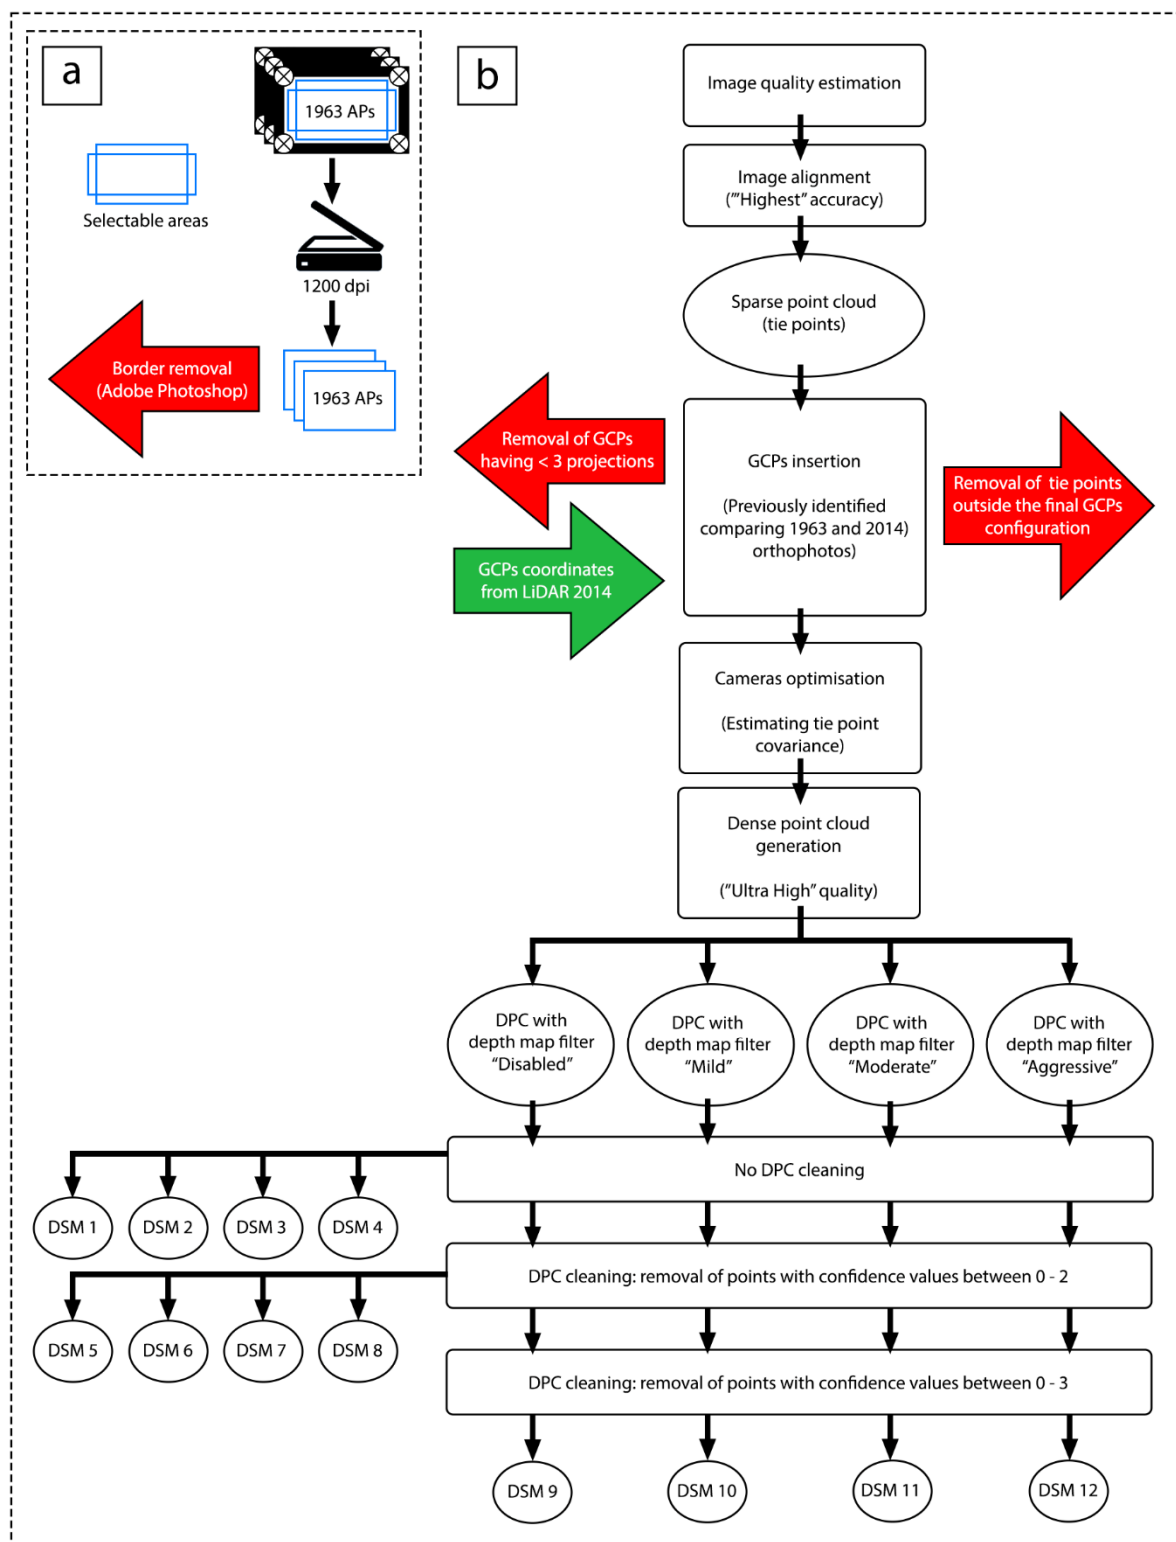 a
1963 APs
Selectable areas
1200 dpi
Border removal
(Adobe Photoshop)
1963 APs
b
Image quality estimation
Image alignment
("'Highest" accuracy)
Sparse point cloud
(tie points)
Removal of GCPs
having < 3 projections
GCPs insertion
(Previously identified
comparing 1963 and 2014)
orthophotos)
Removal of tie points
outside the final GCPs
configuration
GCPs coordinates
from LiDAR 2014
Cameras optimisation
(Estimating tie point
covariance)
Dense point cloud
generation
("Ultra High" quality)
DPC with
depth map filter
"Disabled"
DPC with
depth map filter
"Mild"
DPC with
depth map filter
"Moderate"
DPC with
depth map filter
"Aggressive"
No DPC cleaning
DSM 1
DSM 2
DSM 3
DSM 4
DPC cleaning: removal of points with confidence values between 0 - 2
DSM 5
DSM 6
DSM 7
DSM 8
DPC cleaning: removal of points with confidence values between 0 - 3
DSM 9
DSM 10
DSM 11
DSM 12